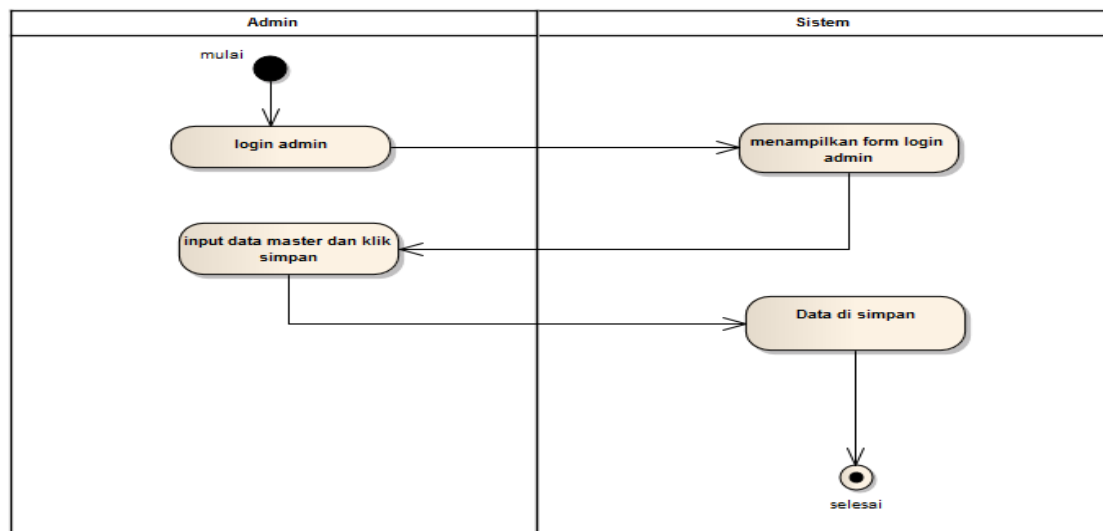 Admin
Sistem
mulai
login admin
menampilkan form login
admin
input data master dan klik
simpan
Data di simpan
selesai